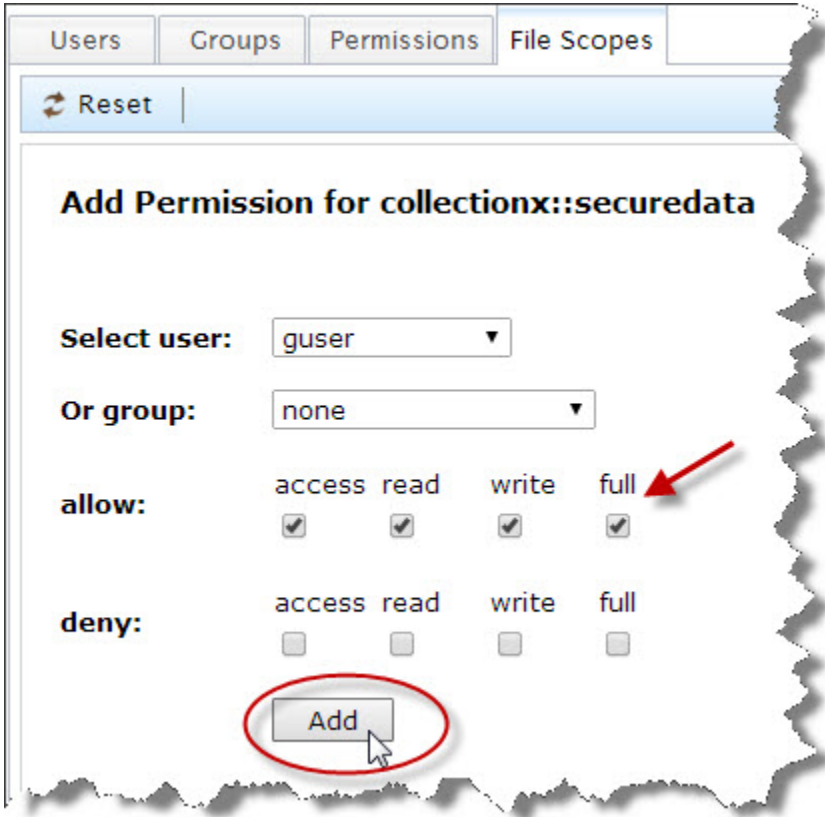 Users Groups Permissions File Scopes
Reset
Add Permission for collectionx::securedata
Select user: guser
Or group: none
access read write full
allow:
access read write full
deny:
Add